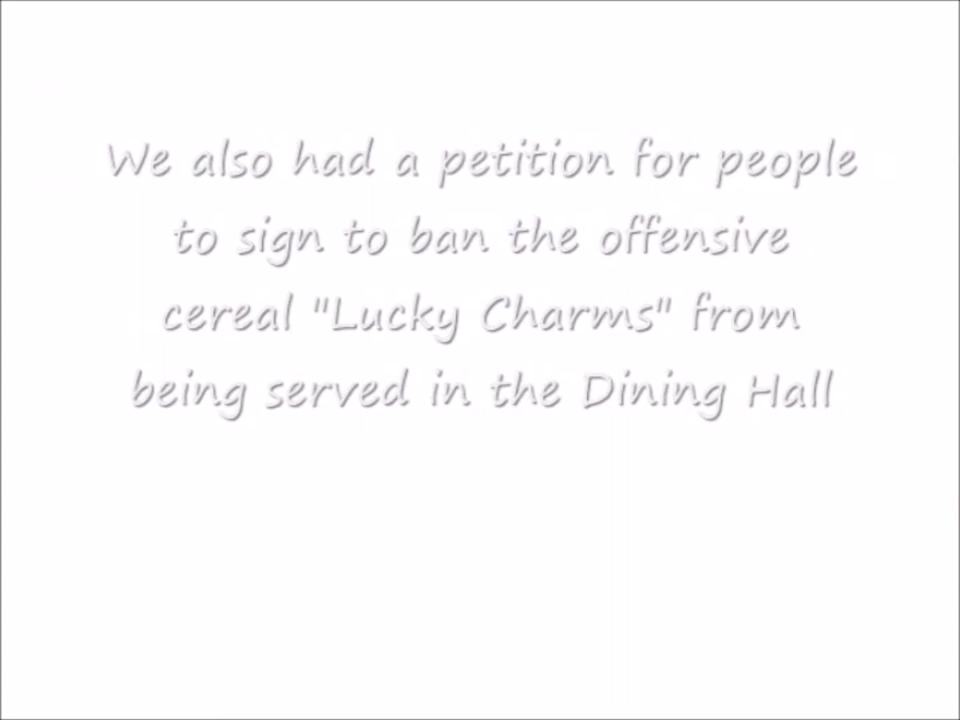 We also had a petition for people
to sign to ban the offensive
cereal "Lucky Charms" from
being served in the Dining Hall